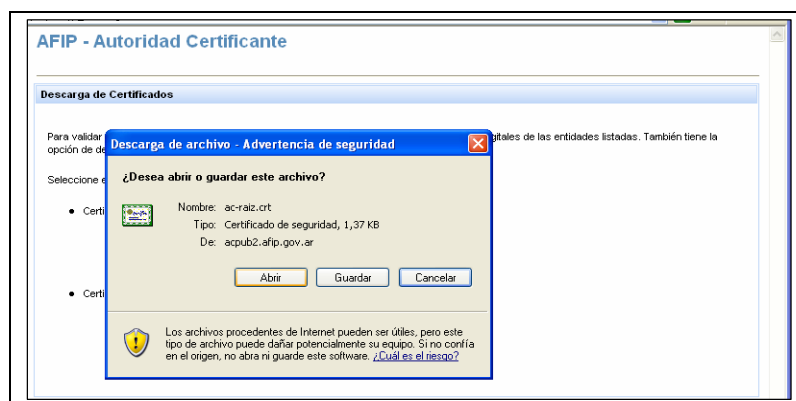 AFIP - Autoridad Certificante
Descarga de Certificados
Para validar
gitales de las entidades listadas. También tiene la
opción de de
Seleccione e
Certi
Certi
Descarga de archivo - Advertencia de seguridad
¿Desea abrir o guardar este archivo?
Nombre: ac-raiz.crt
Tipo: Certificado de seguridad, 1,37 KB
De: acpub2.afip.gov.ar
Abrir Guardar Cancelar
Los archivos procedentes de Internet pueden ser útiles, pero este
tipo de archivo puede dañar potencialmente su equipo. Si no confía
en el origen, no abra ni guarde este software. ¿Cuál es el riesgo?